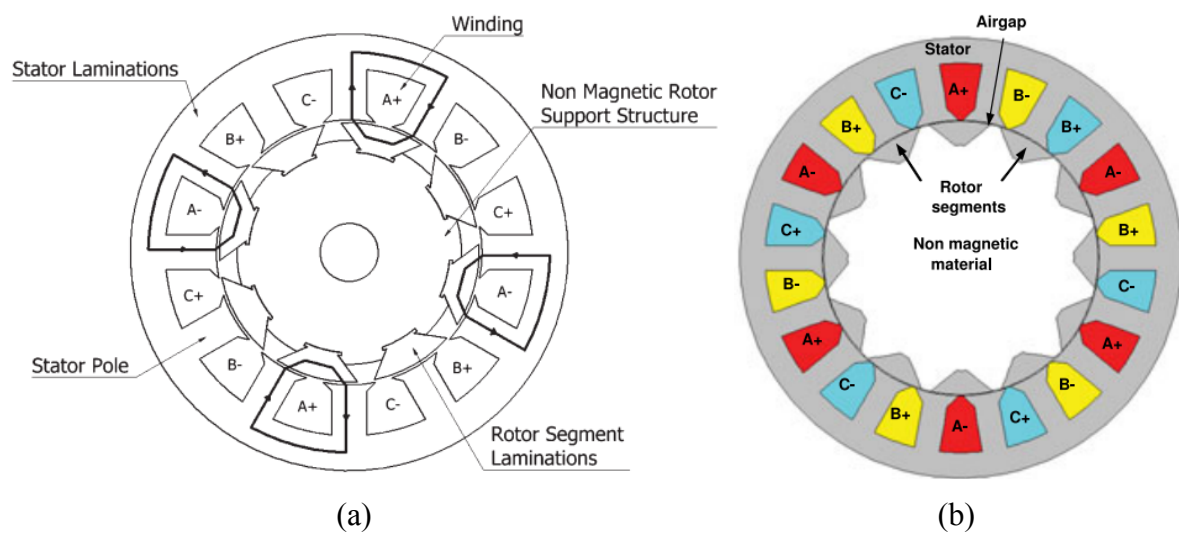 Winding
Stator Laminations
C-
A+
Non Magnetic Rotor
Support Structure
B+
B-
A-
C+
C+
A-
Stator Pole
B-
B+
A+
C-
Rotor Segment
Laminations
(a)
Airgap
Stator
A+
C-
B-
B+
B+
A-
A-
Rotor
segments
C+
B+
Non magnetic
material
B-
C-
A+
A+
C-
B-
B+
C+
A-
(b)